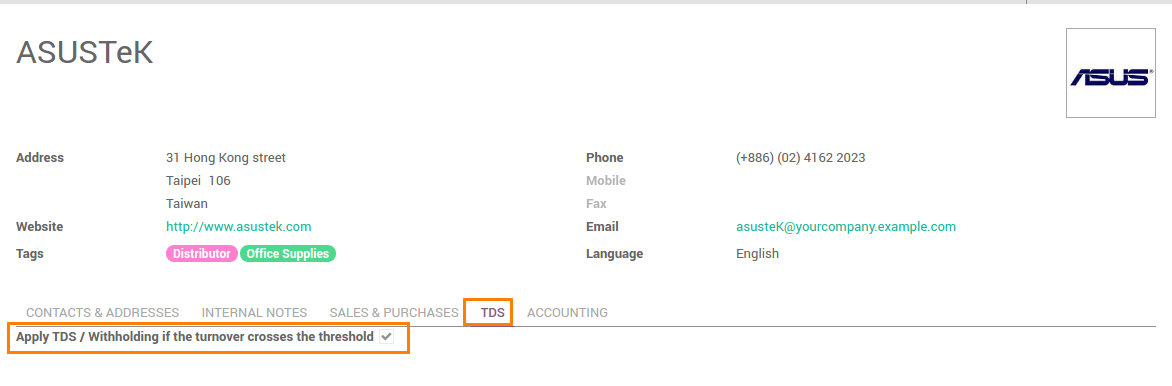 ASUSTeK
ASUS®
Address 31 Hong Kong street Phone (+886) (02) 4162 2023
Taipei 106 Mobile
Taiwan Fax
Website http://www.asustek.com Email asusteK@yourcompany.example.com
Tags Distributor Office Supplies Language English
CONTACTS & ADDRESSES INTERNAL NOTES SALES & PURCHASES TDS ACCOUNTING
Apply TDS / Withholding if the turnover crosses the threshold